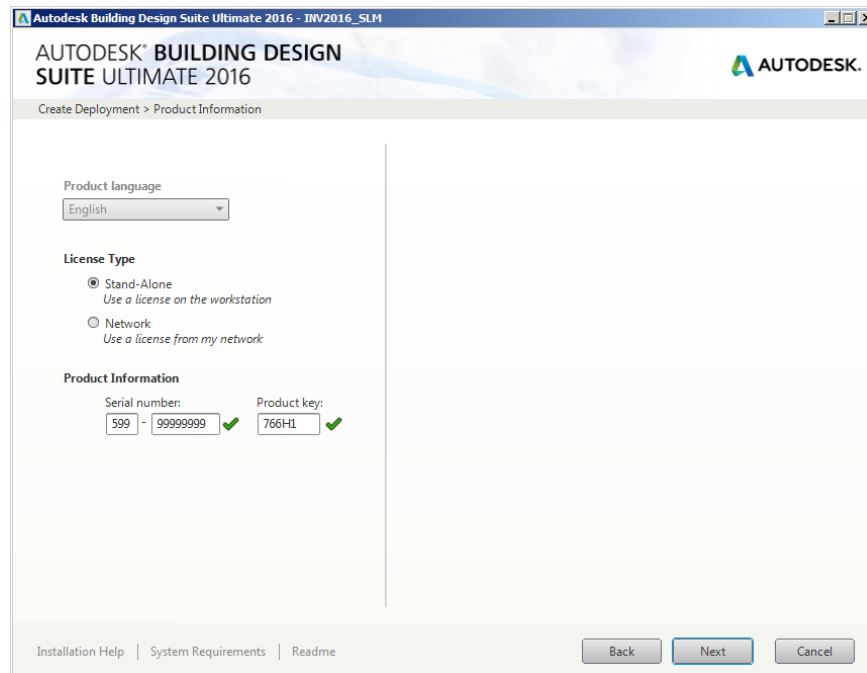 Autodesk Building Design Suite Ultimate 2016 - INV2016_SLM
AUTODESK® BUILDING DESIGN
SUITE ULTIMATE 2016
AUTODESK.
Create Deployment > Product Information
Product language
English
License Type
Stand-Alone
Use a license on the workstation
Network
Use a license from my network
Product Information
Serial number: Product key:
599 - 99999999 766H1
Installation Help | System Requirements | Readme Back Next Cancel